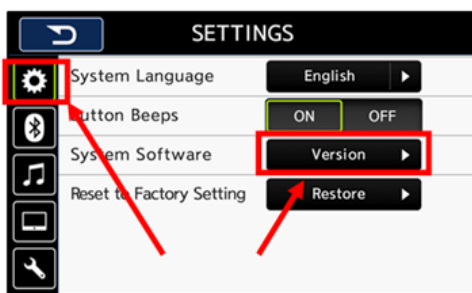 SETTINGS
System Language English
Button Beeps ON OFF
System Software Version
Reset to Factory Setting Restore